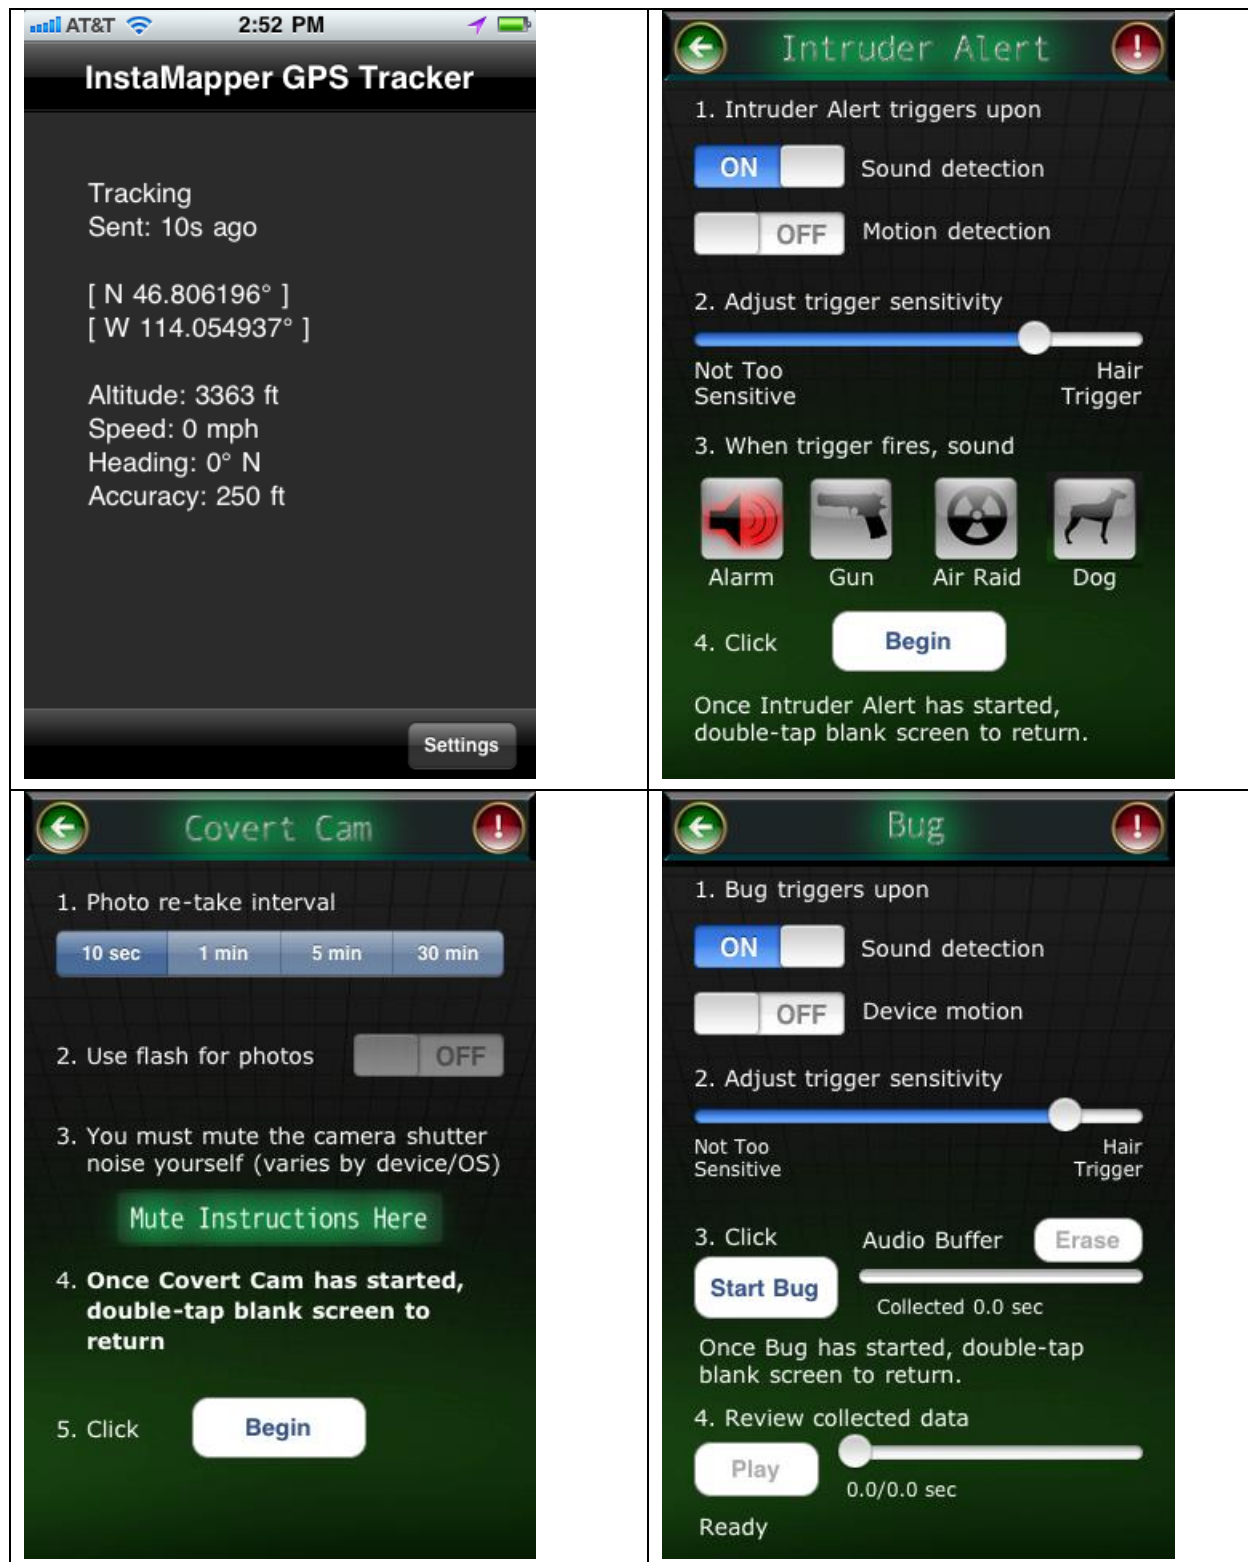 AT&T 2:52 PM
InstaMapper GPS Tracker
Tracking
Sent: 10s ago
[ N 46.806196° ]
[ W 114.054937° ]
Altitude: 3363 ft
Speed: 0 mph
Heading: 0° N
Accuracy: 250 ft
Settings
Intruder Alert
1. Intruder Alert triggers upon
ON Sound detection
OFF Motion detection
2. Adjust trigger sensitivity
Not Too Hair
Sensitive Trigger
3. When trigger fires, sound
Alarm Gun Air Raid Dog
4. Click Begin
Once Intruder Alert has started,
double-tap blank screen to return.
Covert Cam
1. Photo re-take interval
10 sec 1 min 5 min 30 min
2. Use flash for photos OFF
3. You must mute the camera shutter
noise yourself (varies by device/OS)
Mute Instructions Here
4. Once Covert Cam has started,
double-tap blank screen to
return
5. Click Begin
Bug
1. Bug triggers upon
ON Sound detection
OFF Device motion
2. Adjust trigger sensitivity
Not Too Hair
Sensitive Trigger
3. Click Audio Buffer Erase
Start Bug
Collected 0.0 sec
Once Bug has started, double-tap
blank screen to return.
4. Review collected data
Play
0.0/0.0 sec
Ready